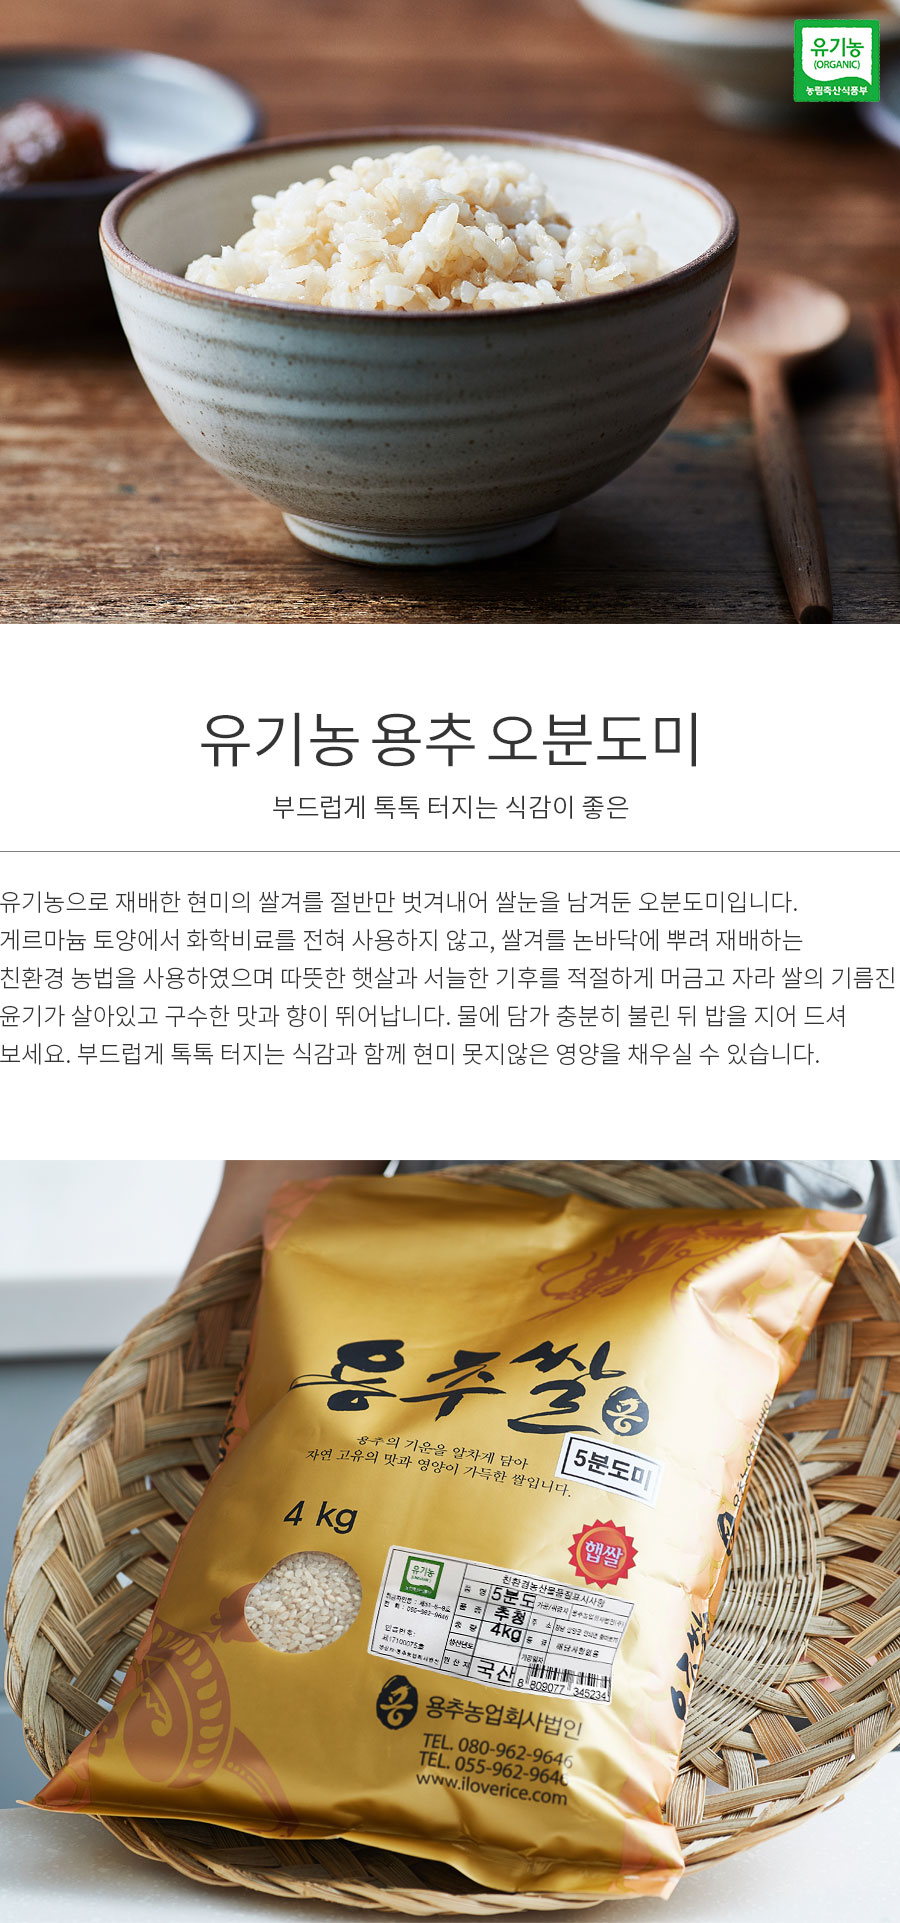 유기농
(ORGANIC)
농림축산식품부
유기농 용추 오분도미
부드럽게 톡톡 터지는 식감이 좋은
유기농으로 재배한 현미의 쌀겨를 절반만 벗겨내어 쌀눈을 남겨둔 오분도미입니다.
게르마늄 토양에서 화학비료를 전혀 사용하지 않고, 쌀겨를 논바닥에 뿌려 재배하는
친환경 농법을 사용하였으며 따뜻한 햇살과 서늘한 기후를 적절하게 머금고 자라 쌀의 기름진
윤기가 살아있고 구수한 맛과 향이 뛰어납니다. 물에 담가 충분히 불린 뒤 밥을 지어 드셔
보세요. 부드럽게 톡톡 터지는 식감과 함께 현미 못지않은 영양을 채우실 수 있습니다.
용추쌀
용
용추의 기운을 알차게 담아
자연 고유의 맛과 영양이 가득한 쌀입니다.
5분도미
4 kg
햅쌀
유기농
친환경농산물품질표시사항
5분도
추청
4kg
생산년도
국산
8 809077 345234
용
용추농업회사법인
TEL. 080-962-9646
TEL. 055-962-9646
www.iloverice.com